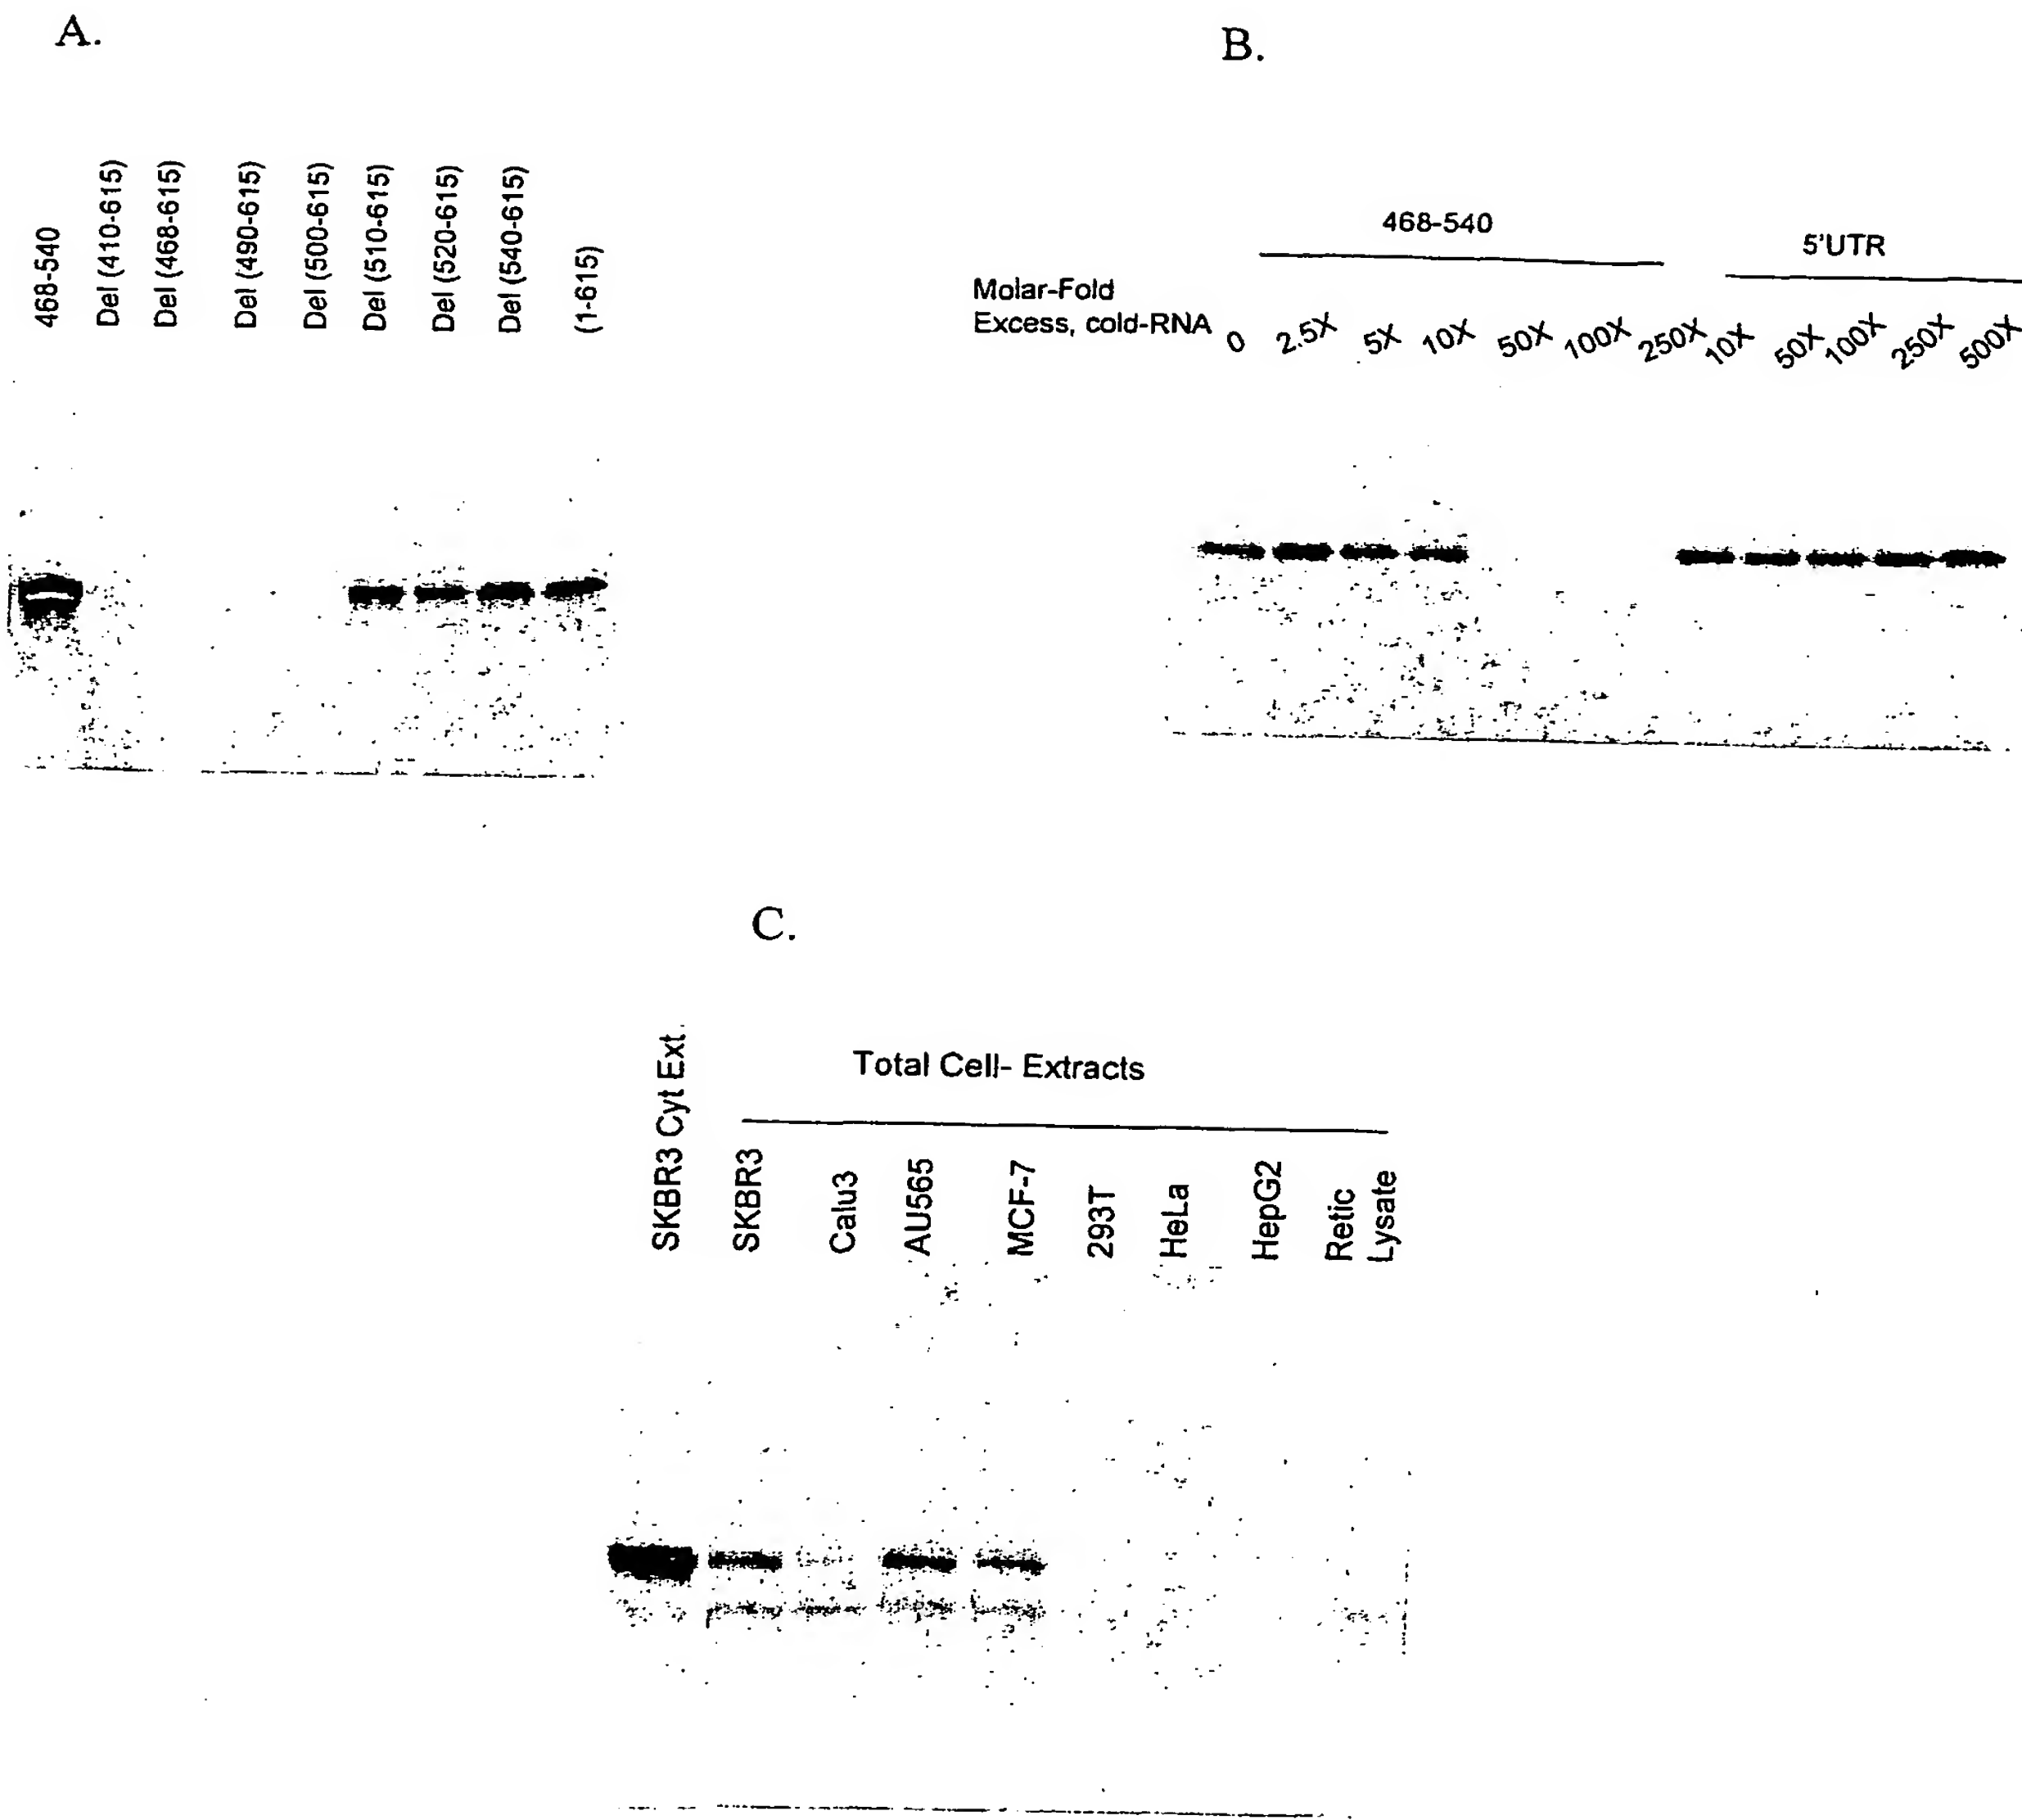 A.
468-540
Del (410-615)
Del (468-615)
Del (490-615)
Del (500-615)
Del (510-615)
Del (520-615)
Del (540-615)
(1-615)
B.
468-540
5'UTR
Molar-Fold
Excess, cold-RNA
0 2.5X 5X 10X 50X 100X 250X 10X 50X 100X 250X 500X
C.
SKBR3 Cyt Ext.
Total Cell- Extracts
SKBR3
Calu3
AU565
MCF-7
293T
HeLa
HepG2
Retic
Lysate